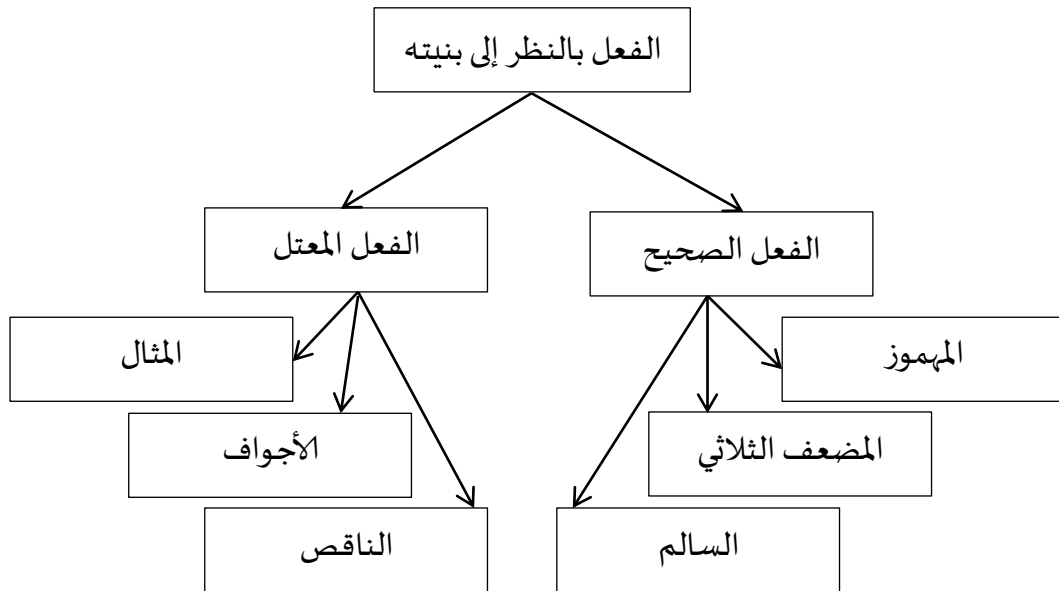 الفعل بالنظر إلى بنيته
الفعل الصحيح
الفعل المعتل
المهموز
المثال
المضعف الثلاثي
الأجواف
السالم
الناقص